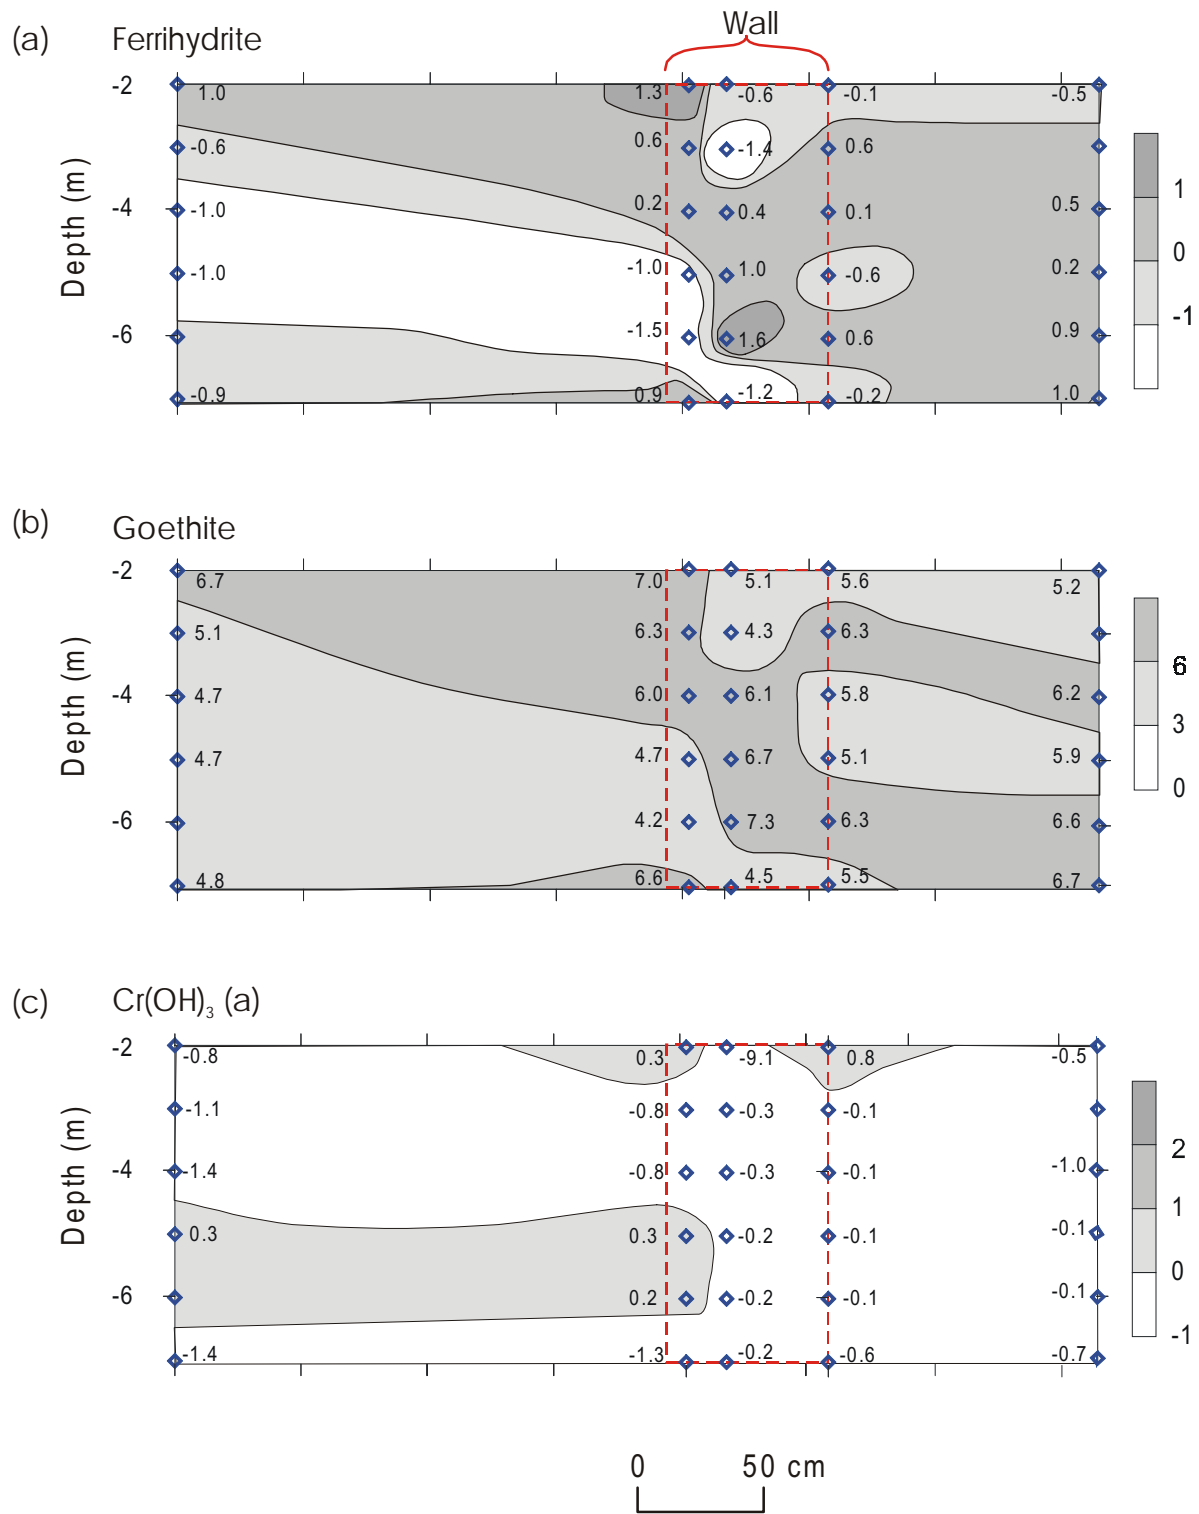 Wall
(a) Ferrihydrite
-2 1.0 1.3 -0.6 -0.1 -0.5
-0.6 0.6 -1.4 0.6
-4 -1.0 0.2 0.4 0.1 0.5 1
-1.0 -1.0 1.0 -0.6 0.2 0
-6 -1.5 1.6 0.6 0.9 -1
-0.9 0.9 -1.2 -0.2 1.0
Depth (m)
(b) Goethite
-2 6.7 7.0 5.1 5.6 5.2
5.1 6.3 4.3 6.3
-4 4.7 6.0 6.1 5.8 6.2 6
4.7 4.7 6.7 5.1 5.9 3
-6 4.2 7.3 6.3 6.6 0
4.8 6.6 4.5 5.5 6.7
Depth (m)
(c) Cr(OH)₃ (a)
-2 -0.8 0.3 -9.1 0.8 -0.5
-1.1 -0.8 -0.3 -0.1
-4 -1.4 -0.8 -0.3 -0.1 -1.0 2
0.3 0.3 -0.2 -0.1 -0.1 1
-6 0.2 -0.2 -0.1 -0.1 0
-1.4 -1.3 -0.2 -0.6 -0.7 -1
Depth (m)
0 50 cm